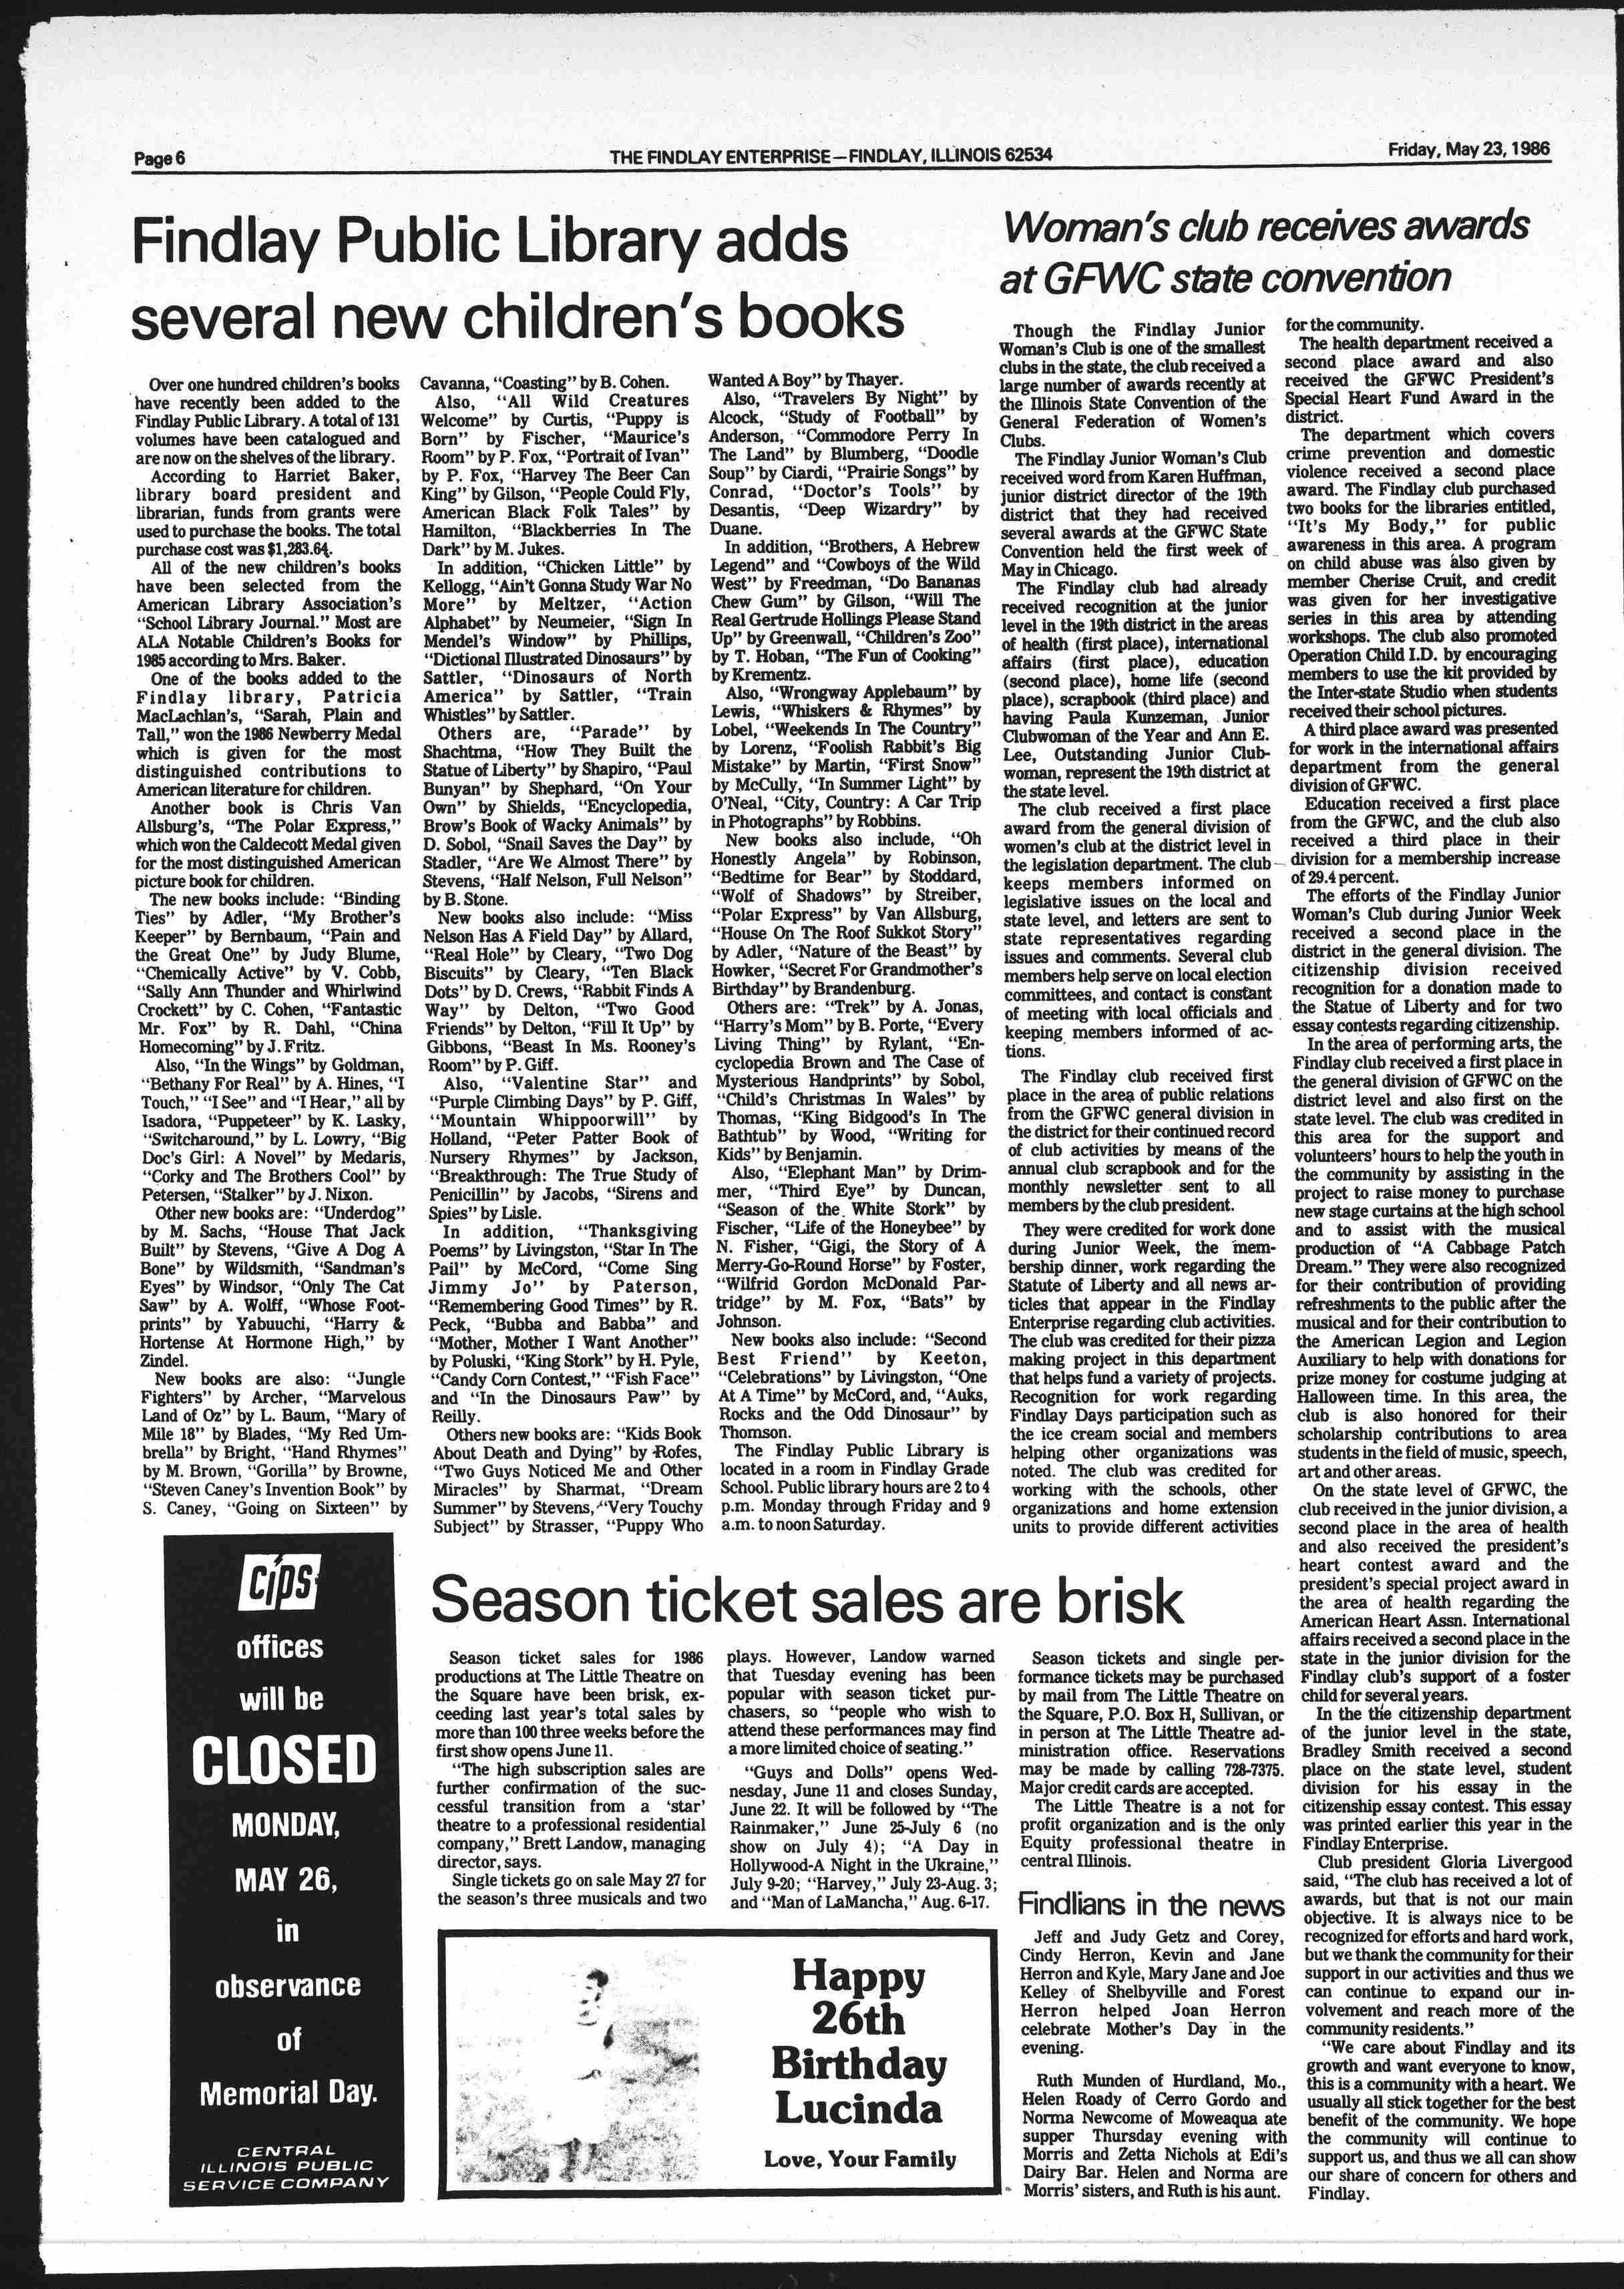 Page 6
THE FINDLAY ENTERPRISE—FINDLAY, ILLINOIS 62534
Friday, May 23, 1986
Findlay Public Library adds
several new children's books
Over one hundred children's books
have recently been added to the
Findlay Public Library. A total of 131
volumes have been catalogued and
are now on the shelves of the library.
According to Harriet Baker,
library board president and
librarian, funds from grants were
used to purchase the books. The total
purchase cost was $1,283.64.
All of the new children's books
have been selected from the
American Library Association's
"School Library Journal." Most are
ALA Notable Children's Books for
1985 according to Mrs. Baker.
One of the books added to the
Findlay library, Patricia
MacLachlan's, "Sarah, Plain and
Tall," won the 1986 Newberry Medal
which is given for the most
distinguished contributions to
American literature for children.
Another book is Chris Van
Allsburg's, "The Polar Express,"
which won the Caldecott Medal given
for the most distinguished American
picture book for children.
The new books include: "Binding
Ties" by Adler, "My Brother's
Keeper" by Bernbaum, "Pain and
the Great One" by Judy Blume,
"Chemically Active" by V. Cobb,
"Sally Ann Thunder and Whirlwind
Crockett" by C. Cohen, "Fantastic
Mr. Fox" by R. Dahl, "China
Homecoming" by J. Fritz.
Also, "In the Wings" by Goldman,
"Bethany For Real" by A. Hines, "I
Touch," "I See" and "I Hear," all by
Isadora, "Puppeteer" by K. Lasky,
"Switcharound," by L. Lowry, "Big
Doc's Girl: A Novel" by Medaris,
"Corky and The Brothers Cool" by
Petersen, "Stalker" by J. Nixon.
Other new books are: "Underdog"
by M. Sachs, "House That Jack
Built" by Stevens, "Give A Dog A
Bone" by Wildsmith, "Sandman's
Eyes" by Windsor, "Only The Cat
Saw" by A. Wolff, "Whose Foot-
prints" by Yabuuchi, "Harry &
Hortense At Hormone High," by
Zindel.
New books are also: "Jungle
Fighters" by Archer, "Marvelous
Land of Oz" by L. Baum, "Mary of
Mile 18" by Blades, "My Red Um-
brella" by Bright, "Hand Rhymes"
by M. Brown, "Gorilla" by Browne,
"Steven Caney's Invention Book" by
S. Caney, "Going on Sixteen" by
Cavanna, "Coasting" by B. Cohen.
Also, "All Wild Creatures
Welcome" by Curtis, "Puppy is
Born" by Fischer, "Maurice's
Room" by P. Fox, "Portrait of Ivan"
by P. Fox, "Harvey The Beer Can
King" by Gilson, "People Could Fly,
American Black Folk Tales" by
Hamilton, "Blackberries In The
Dark" by M. Jukes.
In addition, "Chicken Little" by
Kellogg, "Ain't Gonna Study War No
More" by Meltzer, "Action
Alphabet" by Neumeier, "Sign In
Mendel's Window" by Phillips,
"Dictional Illustrated Dinosaurs" by
Sattler, "Dinosaurs of North
America" by Sattler, "Train
Whistles" by Sattler.
Others are, "Parade" by
Shachtma, "How They Built the
Statue of Liberty" by Shapiro, "Paul
Bunyan" by Shephard, "On Your
Own" by Shields, "Encyclopedia,
Brow's Book of Wacky Animals" by
D. Sobol, "Snail Saves the Day" by
Stadler, "Are We Almost There" by
Stevens, "Half Nelson, Full Nelson"
by B. Stone.
New books also include: "Miss
Nelson Has A Field Day" by Allard,
"Real Hole" by Cleary, "Two Dog
Biscuits" by Cleary, "Ten Black
Dots" by D. Crews, "Rabbit Finds A
Way" by Delton, "Two Good
Friends" by Delton, "Fill It Up" by
Gibbons, "Beast In Ms. Rooney's
Room" by P. Giff.
Also, "Valentine Star" and
"Purple Climbing Days" by P. Giff,
"Mountain Whippoorwill" by
Holland, "Peter Patter Book of
Nursery Rhymes" by Jackson,
"Breakthrough: The True Study of
Penicillin" by Jacobs, "Sirens and
Spies" by Lisle.
In addition, "Thanksgiving
Poems" by Livingston, "Star In The
Pail" by McCord, "Come Sing
Jimmy Jo" by Paterson,
"Remembering Good Times" by R.
Peck, "Bubba and Babba" and
"Mother, Mother I Want Another"
by Poluski, "King Stork" by H. Pyle,
"Candy Corn Contest," "Fish Face"
and "In the Dinosaurs Paw" by
Reilly.
Others new books are: "Kids Book
About Death and Dying" by Rofes,
"Two Guys Noticed Me and Other
Miracles" by Sharmat, "Dream
Summer" by Stevens, "Very Touchy
Subject" by Strasser, "Puppy Who
Wanted A Boy" by Thayer.
Also, "Travelers By Night" by
Alcock, "Study of Football" by
Anderson, "Commodore Perry In
The Land" by Blumberg, "Doodle
Soup" by Ciardi, "Prairie Songs" by
Conrad, "Doctor's Tools" by
Desantis, "Deep Wizardry" by
Duane.
In addition, "Brothers, A Hebrew
Legend" and "Cowboys of the Wild
West" by Freedman, "Do Bananas
Chew Gum" by Gilson, "Will The
Real Gertrude Hollings Please Stand
Up" by Greenwall, "Children's Zoo"
by T. Hoban, "The Fun of Cooking"
by Krementz.
Also, "Wrongway Applebaum" by
Lewis, "Whiskers & Rhymes" by
Lobel, "Weekends In The Country"
by Lorenz, "Foolish Rabbit's Big
Mistake" by Martin, "First Snow"
by McCully, "In Summer Light" by
O'Neal, "City, Country: A Car Trip
in Photographs" by Robbins.
New books also include, "Oh
Honestly Angela" by Robinson,
"Bedtime for Bear" by Stoddard,
"Wolf of Shadows" by Streiber,
"Polar Express" by Van Allsburg,
"House On The Roof Sukkot Story"
by Adler, "Nature of the Beast" by
Howker, "Secret For Grandmother's
Birthday" by Brandenburg.
Others are: "Trek" by A. Jonas,
"Harry's Mom" by B. Porte, "Every
Living Thing" by Rylant, "En-
cyclopedia Brown and The Case of
Mysterious Handprints" by Sobol,
"Child's Christmas In Wales" by
Thomas, "King Bidgood's In The
Bathtub" by Wood, "Writing for
Kids" by Benjamin.
Also, "Elephant Man" by Drim-
mer, "Third Eye" by Duncan,
"Season of the White Stork" by
Fischer, "Life of the Honeybee" by
N. Fisher, "Gigi, the Story of A
Merry-Go-Round Horse" by Foster,
"Wilfrid Gordon McDonald Par-
tridge" by M. Fox, "Bats" by
Johnson.
New books also include: "Second
Best Friend" by Keeton,
"Celebrations" by Livingston, "One
At A Time" by McCord, and, "Auks,
Rocks and the Odd Dinosaur" by
Thomson.
The Findlay Public Library is
located in a room in Findlay Grade
School. Public library hours are 2 to 4
p.m. Monday through Friday and 9
a.m. to noon Saturday.
Woman's club receives awards
at GFWC state convention
Though the Findlay Junior
Woman's Club is one of the smallest
clubs in the state, the club received a
large number of awards recently at
the Illinois State Convention of the
General Federation of Women's
Clubs.
The Findlay Junior Woman's Club
received word from Karen Huffman,
junior district director of the 19th
district that they had received
several awards at the GFWC State
Convention held the first week of
May in Chicago.
The Findlay club had already
received recognition at the junior
level in the 19th district in the areas
of health (first place), international
affairs (first place), education
(second place), home life (second
place), scrapbook (third place) and
having Paula Kunzeman, Junior
Clubwoman of the Year and Ann E.
Lee, Outstanding Junior Club-
woman, represent the 19th district at
the state level.
The club received a first place
award from the general division of
women's club at the district level in
the legislation department. The club
keeps members informed on
legislative issues on the local and
state level, and letters are sent to
state representatives regarding
issues and comments. Several club
members help serve on local election
committees, and contact is constant
of meeting with local officials and
keeping members informed of ac-
tions.
The Findlay club received first
place in the area of public relations
from the GFWC general division in
the district for their continued record
of club activities by means of the
annual club scrapbook and for the
monthly newsletter sent to all
members by the club president.
They were credited for work done
during Junior Week, the mem-
bership dinner, work regarding the
Statute of Liberty and all news ar-
ticles that appear in the Findlay
Enterprise regarding club activities.
The club was credited for their pizza
making project in this department
that helps fund a variety of projects.
Recognition for work regarding
Findlay Days participation such as
the ice cream social and members
helping other organizations was
noted. The club was credited for
working with the schools, other
organizations and home extension
units to provide different activities
for the community.
The health department received a
second place award and also
received the GFWC President's
Special Heart Fund Award in the
district.
The department which covers
crime prevention and domestic
violence received a second place
award. The Findlay club purchased
two books for the libraries entitled,
"It's My Body," for public
awareness in this area. A program
on child abuse was also given by
member Cherise Cruit, and credit
was given for her investigative
series in this area by attending
workshops. The club also promoted
Operation Child I.D. by encouraging
members to use the kit provided by
the Inter-state Studio when students
received their school pictures.
A third place award was presented
for work in the international affairs
department from the general
division of GFWC.
Education received a first place
from the GFWC, and the club also
received a third place in their
division for a membership increase
of 29.4 percent.
The efforts of the Findlay Junior
Woman's Club during Junior Week
received a second place in the
district in the general division. The
citizenship division received
recognition for a donation made to
the Statue of Liberty and for two
essay contests regarding citizenship.
In the area of performing arts, the
Findlay club received a first place in
the general division of GFWC on the
district level and also first on the
state level. The club was credited in
this area for the support and
volunteers' hours to help the youth in
the community by assisting in the
project to raise money to purchase
new stage curtains at the high school
and to assist with the musical
production of "A Cabbage Patch
Dream." They were also recognized
for their contribution of providing
refreshments to the public after the
musical and for their contribution to
the American Legion and Legion
Auxiliary to help with donations for
prize money for costume judging at
Halloween time. In this area, the
club is also honored for their
scholarship contributions to area
students in the field of music, speech,
art and other areas.
On the state level of GFWC, the
club received in the junior division, a
second place in the area of health
and also received the president's
heart contest award and the
president's special project award in
the area of health regarding the
American Heart Assn. International
affairs received a second place in the
state in the junior division for the
Findlay club's support of a foster
child for several years.
In the the citizenship department
of the junior level in the state,
Bradley Smith received a second
place on the state level, student
division for his essay in the
citizenship essay contest. This essay
was printed earlier this year in the
Findlay Enterprise.
Club president Gloria Livergood
said, "The club has received a lot of
awards, but that is not our main
objective. It is always nice to be
recognized for efforts and hard work,
but we thank the community for their
support in our activities and thus we
can continue to expand our in-
volvement and reach more of the
community residents."
"We care about Findlay and its
growth and want everyone to know,
this is a community with a heart. We
usually all stick together for the best
benefit of the community. We hope
the community will continue to
support us, and thus we all can show
our share of concern for others and
Findlay.
cips
offices
will be
CLOSED
MONDAY,
MAY 26,
in
observance
of
Memorial Day.
CENTRAL
ILLINOIS PUBLIC
SERVICE COMPANY
Season ticket sales are brisk
Season ticket sales for 1986
productions at The Little Theatre on
the Square have been brisk, ex-
ceeding last year's total sales by
more than 100 three weeks before the
first show opens June 11.
"The high subscription sales are
further confirmation of the suc-
cessful transition from a 'star'
theatre to a professional residential
company," Brett Landow, managing
director, says.
Single tickets go on sale May 27 for
the season's three musicals and two
plays. However, Landow warned
that Tuesday evening has been
popular with season ticket pur-
chasers, so "people who wish to
attend these performances may find
a more limited choice of seating."
"Guys and Dolls" opens Wed-
nesday, June 11 and closes Sunday,
June 22. It will be followed by "The
Rainmaker," June 25-July 6 (no
show on July 4); "A Day in
Hollywood-A Night in the Ukraine,"
July 9-20; "Harvey," July 23-Aug. 3;
and "Man of LaMancha," Aug. 6-17.
Season tickets and single per-
formance tickets may be purchased
by mail from The Little Theatre on
the Square, P.O. Box H, Sullivan, or
in person at The Little Theatre ad-
ministration office. Reservations
may be made by calling 728-7375.
Major credit cards are accepted.
The Little Theatre is a not for
profit organization and is the only
Equity professional theatre in
central Illinois.
Happy
26th
Birthday
Lucinda
Love, Your Family
Findlians in the news
Jeff and Judy Getz and Corey,
Cindy Herron, Kevin and Jane
Herron and Kyle, Mary Jane and Joe
Kelley of Shelbyville and Forest
Herron helped Joan Herron
celebrate Mother's Day in the
evening.
Ruth Munden of Hurdland, Mo.,
Helen Roady of Cerro Gordo and
Norma Newcome of Moweaqua ate
supper Thursday evening with
Morris and Zetta Nichols at Edi's
Dairy Bar. Helen and Norma are
Morris' sisters, and Ruth is his aunt.